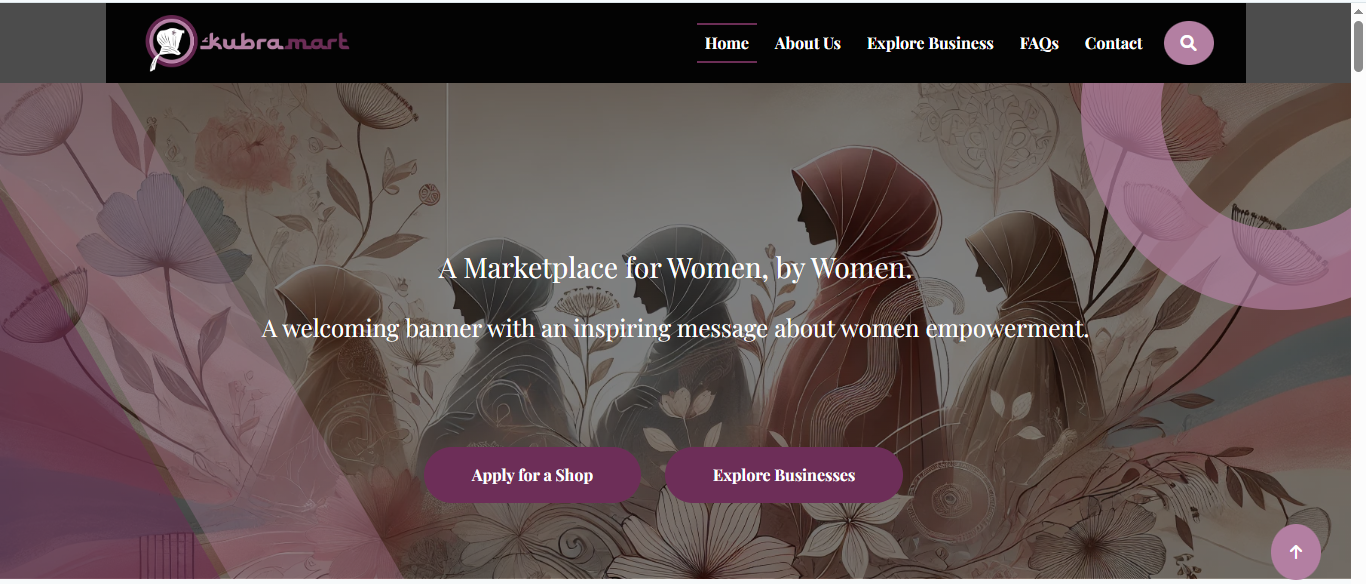 kubra.mart
Home About Us Explore Business FAQs Contact
A Marketplace for Women, by Women.
A welcoming banner with an inspiring message about women empowerment.
Apply for a Shop Explore Businesses